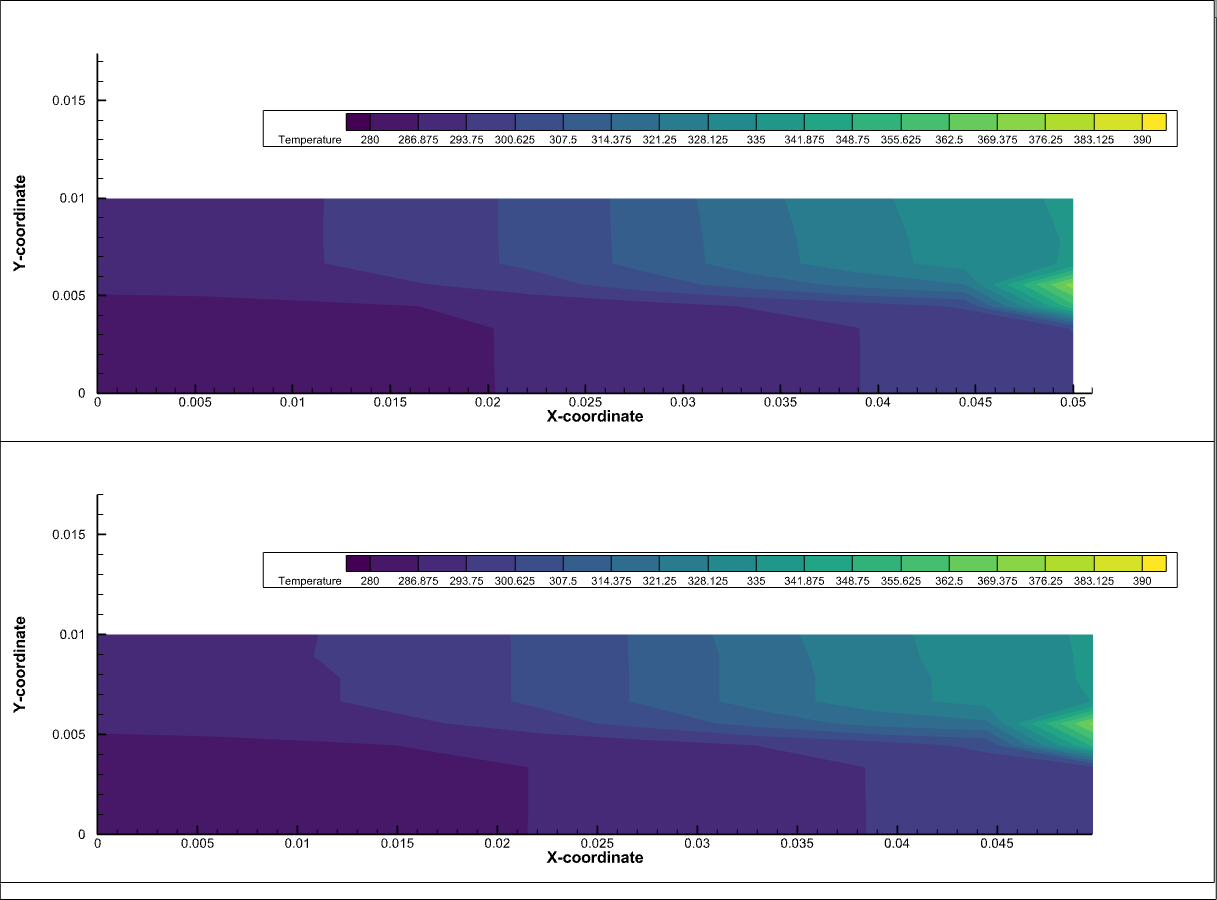 0.015
Temperature 280 286.875 293.75 300.625 307.5 314.375 321.25 328.125 335 341.875 348.75 355.625 362.5 369.375 376.25 383.125 390
0.01
Y-coordinate
0.005
0
0 0.005 0.01 0.015 0.02 0.025 0.03 0.035 0.04 0.045 0.05
X-coordinate
0.015
Temperature 280 286.875 293.75 300.625 307.5 314.375 321.25 328.125 335 341.875 348.75 355.625 362.5 369.375 376.25 383.125 390
0.01
Y-coordinate
0.005
0
0 0.005 0.01 0.015 0.02 0.025 0.03 0.035 0.04 0.045
X-coordinate